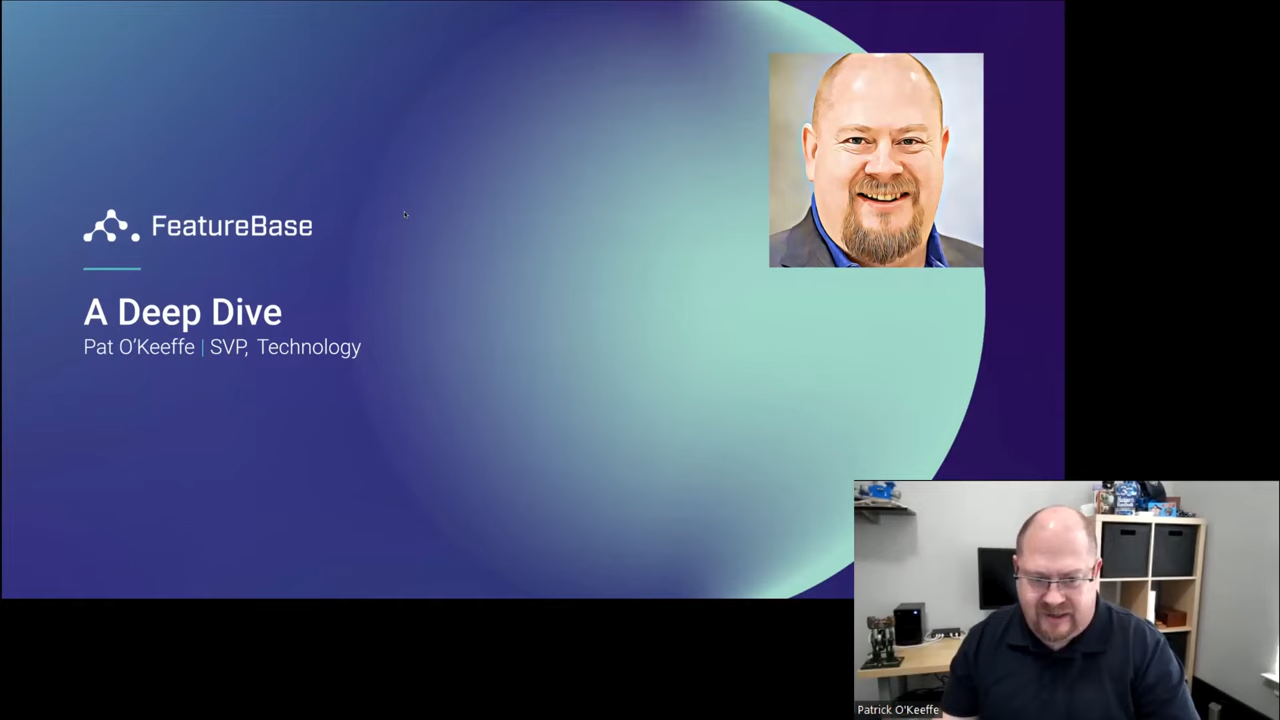 FeatureBase
A Deep Dive
Pat O'Keeffe | SVP, Technology
Patrick O'Keeffe